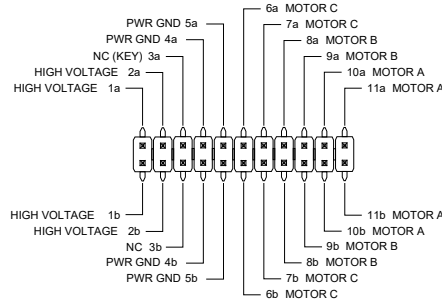 6a MOTOR C
PWR GND 5a
7a MOTOR C
PWR GND 4a
8a MOTOR B
NC (KEY) 3a
9a MOTOR B
HIGH VOLTAGE 2a
10a MOTOR A
HIGH VOLTAGE 1a
11a MOTOR A
HIGH VOLTAGE 1b
11b MOTOR A
HIGH VOLTAGE 2b
10b MOTOR A
NC 3b
9b MOTOR B
PWR GND 4b
8b MOTOR B
PWR GND 5b
7b MOTOR C
6b MOTOR C